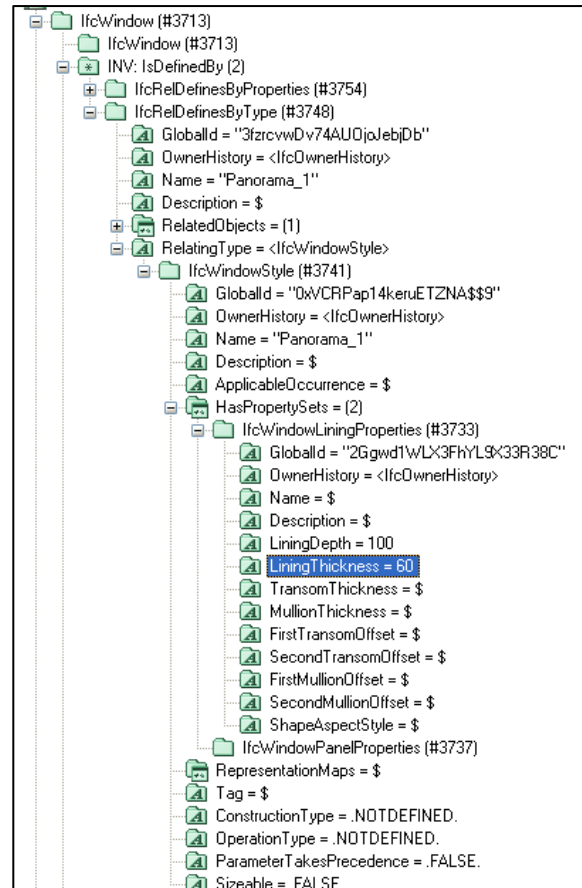 IfcWindow (#3713)
IfcWindow (#3713)
INV: IsDefinedBy (2)
IfcRelDefinesByProperties (#3754)
IfcRelDefinesByType (#3748)
GlobalId = "3fzrcvwDv74AUOjoJebjDb"
OwnerHistory = <IfcOwnerHistory>
Name = "Panorama_1"
Description = $
RelatedObjects = (1)
RelatingType = <IfcWindowStyle>
IfcWindowStyle (#3741)
GlobalId = "0xVCRPap14keruETZNA$$9"
OwnerHistory = <IfcOwnerHistory>
Name = "Panorama_1"
Description = $
ApplicableOccurrence = $
HasPropertySets = (2)
IfcWindowLiningProperties (#3733)
GlobalId = "2Ggwd1WLX3FhYL9X33R38C"
OwnerHistory = <IfcOwnerHistory>
Name = $
Description = $
LiningDepth = 100
LiningThickness = 60
TransomThickness = $
MullionThickness = $
FirstTransomOffset = $
SecondTransomOffset = $
FirstMullionOffset = $
SecondMullionOffset = $
ShapeAspectStyle = $
IfcWindowPanelProperties (#3737)
RepresentationMaps = $
Tag = $
ConstructionType = .NOTDEFINED.
OperationType = .NOTDEFINED.
ParameterTakesPrecedence = .FALSE.
Sizeable = .FALSE.